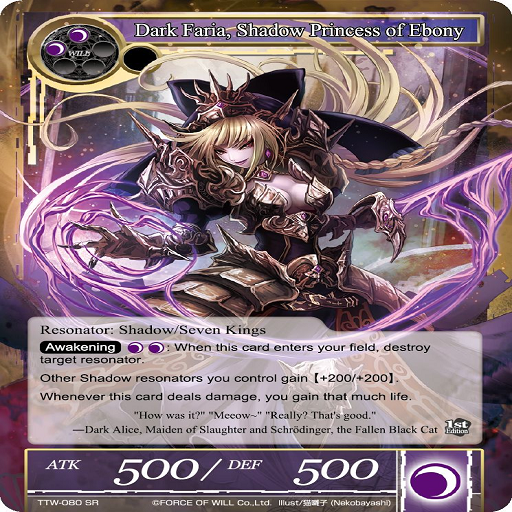 Dark Faria, Shadow Princess of Ebony
WILL
Resonator: Shadow/Seven Kings
Awakening : When this card enters your field, destroy
target resonator.
Other Shadow resonators you control gain 【+200/+200】.
Whenever this card deals damage, you gain that much life.
"How was it?" "Meeow~" "Really? That's good."
—Dark Alice, Maiden of Slaughter and Schrödinger, the Fallen Black Cat
1st
Edition
ATK 500/ DEF 500
TTW-080 SR ©FORCE OF WILL Co.,Ltd. Illust/猫囃子 (Nekobayashi)